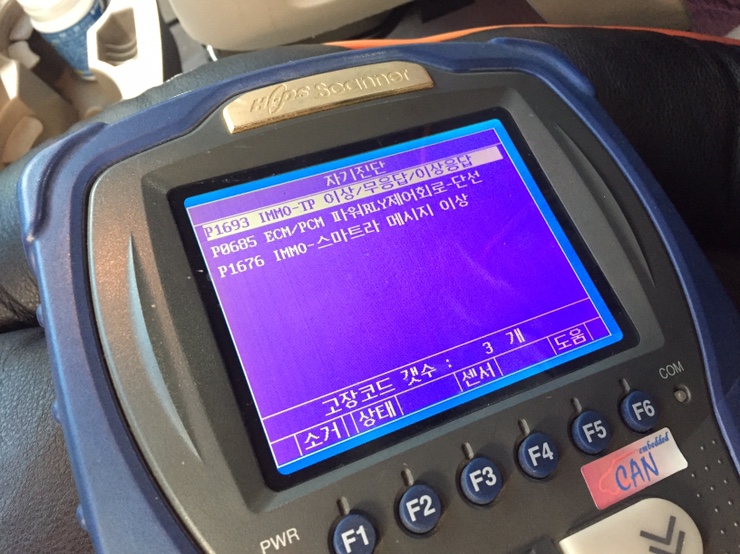 Hi-DS Scanner
자기진단
P1693 IMMO-TP 이상/무응답/이상응답
P0685 ECM/PCM 파워RLY제어회로-단선
P1676 IMMO-스마트라 메시지 이상
고장코드 갯수 : 3 개
소거 상태 센서 도움
COM
PWR F1 F2 F3 F4 F5 F6
embedded
CAN